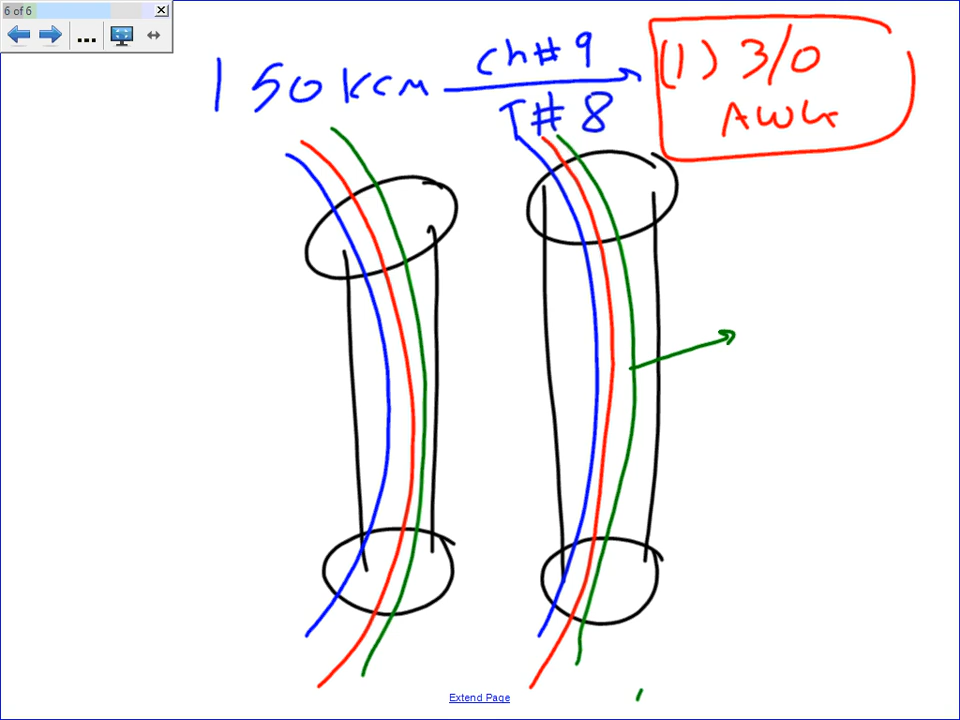 6 of 6
150 kcm
ch# 9
T# 8
(1) 3/0
AWG
Extend Page